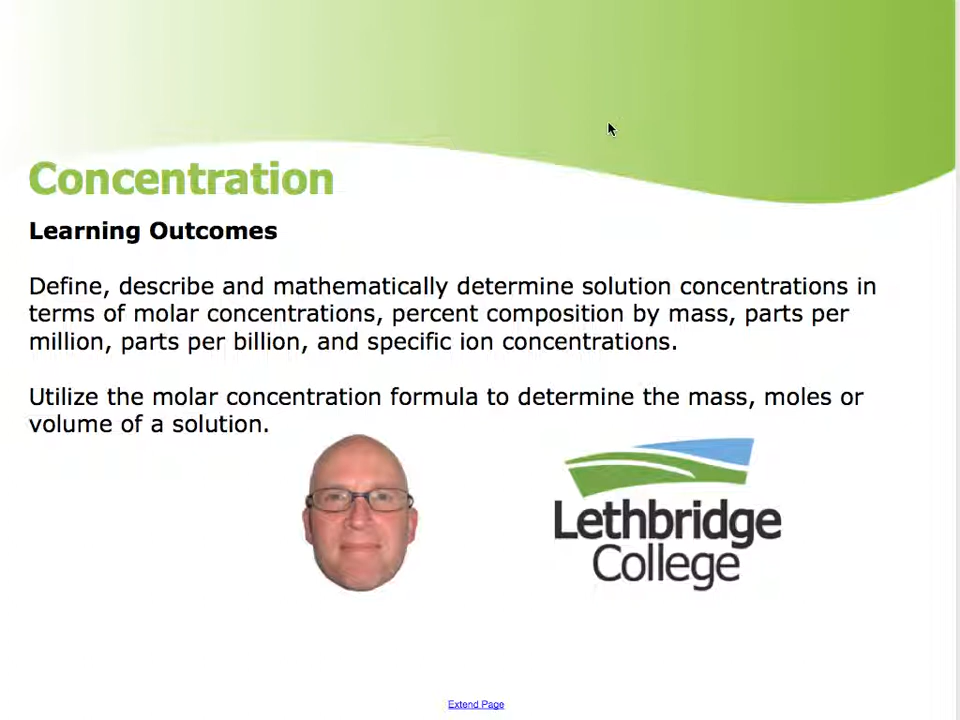 Concentration
Learning Outcomes
Define, describe and mathematically determine solution concentrations in
terms of molar concentrations, percent composition by mass, parts per
million, parts per billion, and specific ion concentrations.
Utilize the molar concentration formula to determine the mass, moles or
volume of a solution.
Lethbridge
College
Extend Page